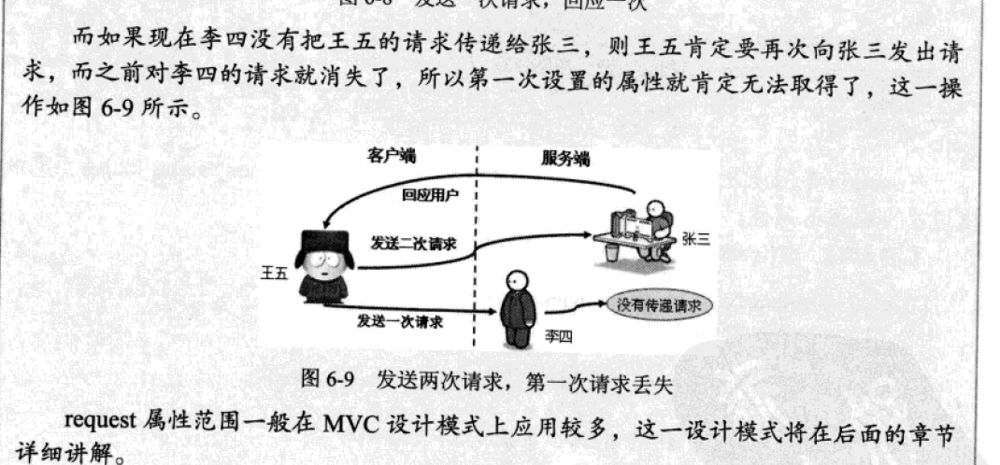 图 6-8 发送一次请求，回应一次
而如果现在李四没有把王五的请求传递给张三，则王五肯定要再次向张三发出请
求，而之前对李四的请求就消失了，所以第一次设置的属性就肯定无法取得了，这一操
作如图 6-9 所示。
客户端
服务端
回应用户
发送二次请求
张三
王五
没有传递请求
发送一次请求
李四
图 6-9 发送两次请求，第一次请求丢失
request 属性范围一般在 MVC 设计模式上应用较多，这一设计模式将在后面的章节
详细讲解。